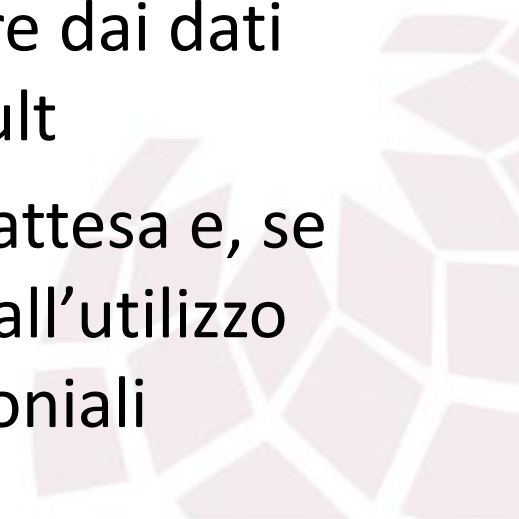 re dai dati
ult
attesa e, se
all’utilizzo
oniali